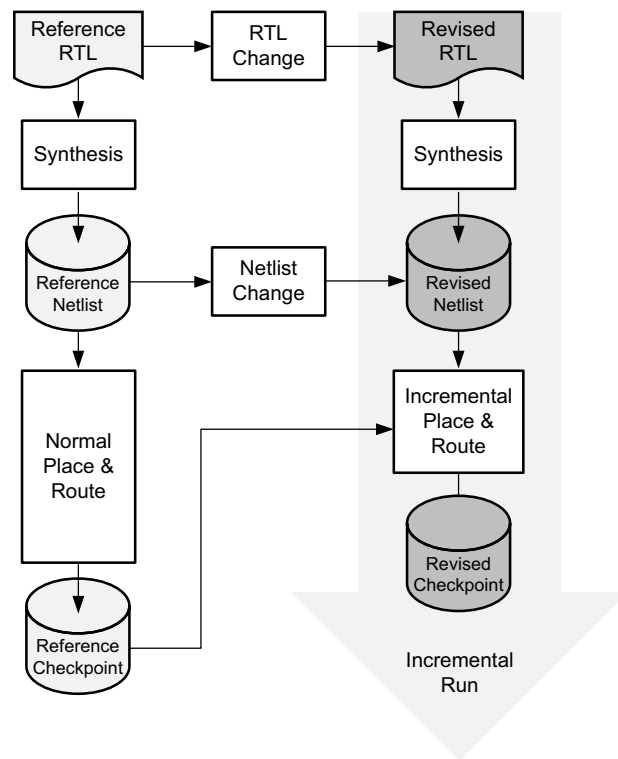 Reference
RTL
RTL
Change
Revised
RTL
Synthesis
Synthesis
Reference
Netlist
Netlist
Change
Revised
Netlist
Normal
Place &
Route
Incremental
Place &
Route
Revised
Checkpoint
Reference
Checkpoint
Incremental
Run